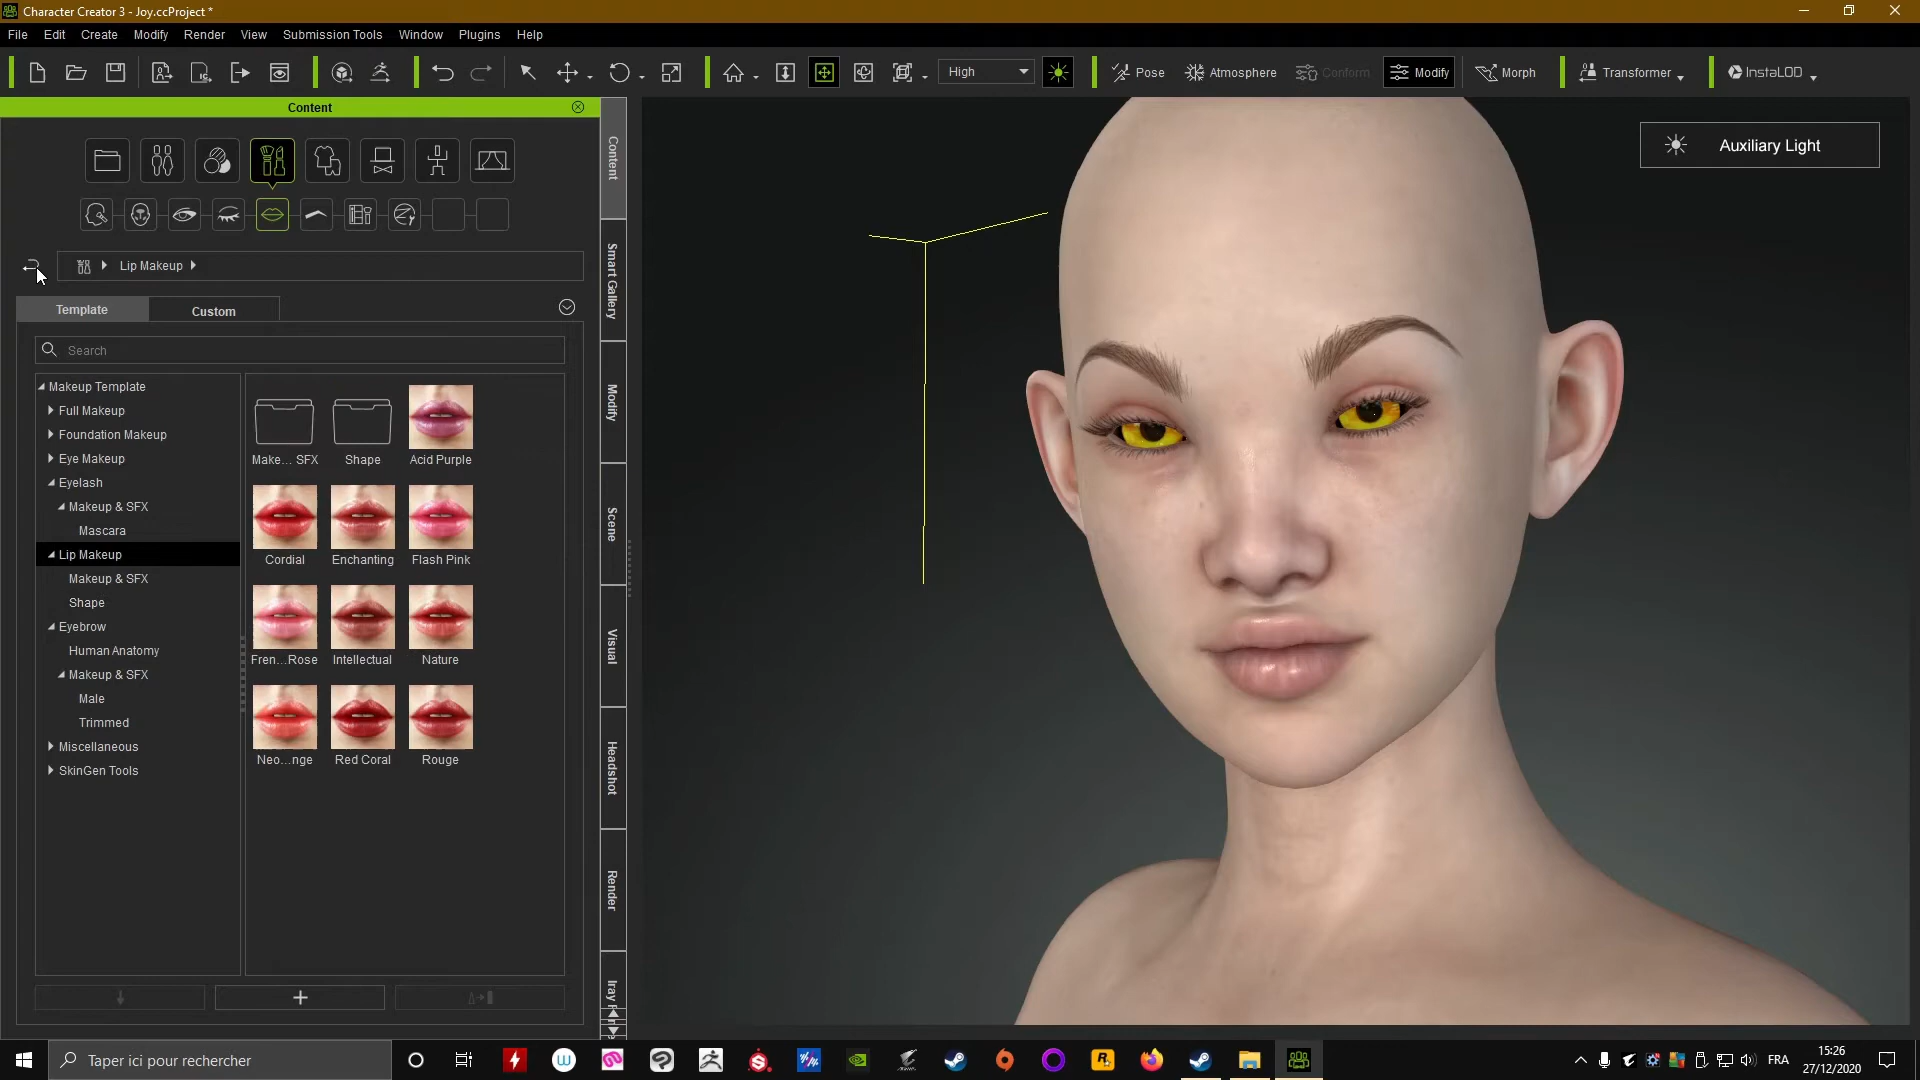 Character Creator 3 - Joy.ccProject *
File Edit Create Modify Render View Submission Tools Window Plugins Help
High Pose Atmosphere Conform Modify Morph Transformer InstaLOD
Content
Auxiliary Light
Lip Makeup
Template Custom
Search
Makeup Template
Full Makeup
Foundation Makeup
Eye Makeup
Eyelash
Makeup & SFX
Mascara
Lip Makeup
Makeup & SFX
Shape
Eyebrow
Human Anatomy
Makeup & SFX
Male
Trimmed
Miscellaneous
SkinGen Tools
Make... SFX Shape Acid Purple
Cordial Enchanting Flash Pink
Fren...Rose Intellectual Nature
Neo...nge Red Coral Rouge
Content
Smart Gallery
Modify
Scene
Visual
Headshot
Render
Iray
Taper ici pour rechercher
FRA
15:26
27/12/2020